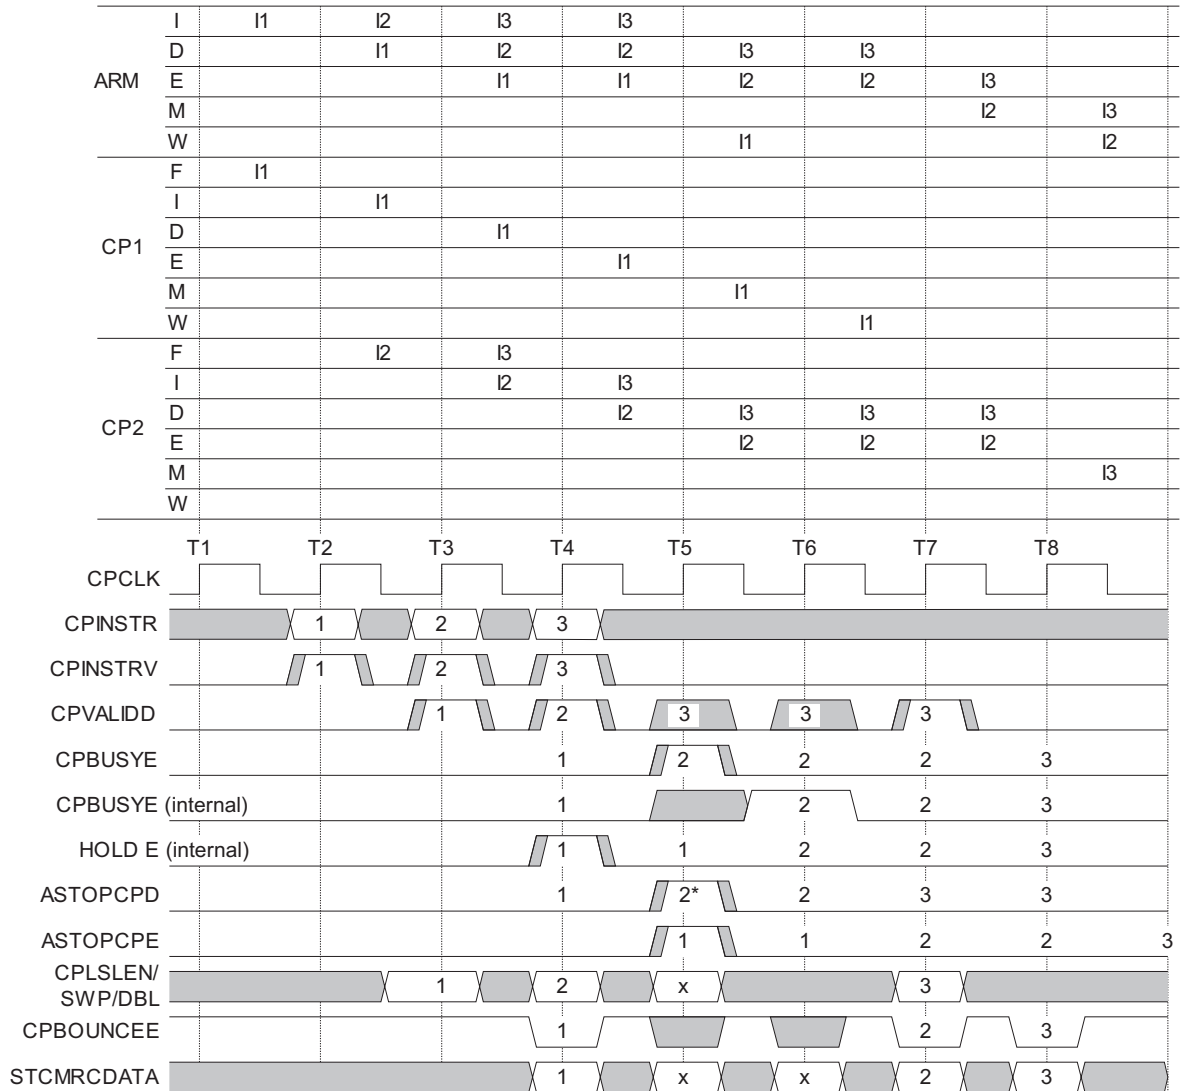 I I1 I2 I3 I3
D I1 I2 I2 I3 I3
ARM E I1 I1 I2 I2 I3
M I2 I3
W I1 I2
F I1
I I1
CP1 D I1
E I1
M I1
W I1
F I2 I3
I I2 I3
CP2 D I2 I3 I3 I3
E I2 I2 I2
M I3
W
T1 T2 T3 T4 T5 T6 T7 T8
CPCLK
CPINSTR 1 2 3
CPINSTRV 1 2 3
CPVALIDD 1 2 3 3 3
CPBUSYE 1 2 2 2 3
CPBUSYE (internal) 1 2 2 3
HOLD E (internal) 1 1 2 2 3
ASTOPCPD 1 2* 2 3 3
ASTOPCPE 1 1 2 2 3
CPLSLEN/
SWP/DBL 1 2 x 3
CPBOUNCEE 1 2 3
STCMRCDATA 1 x x 2 3